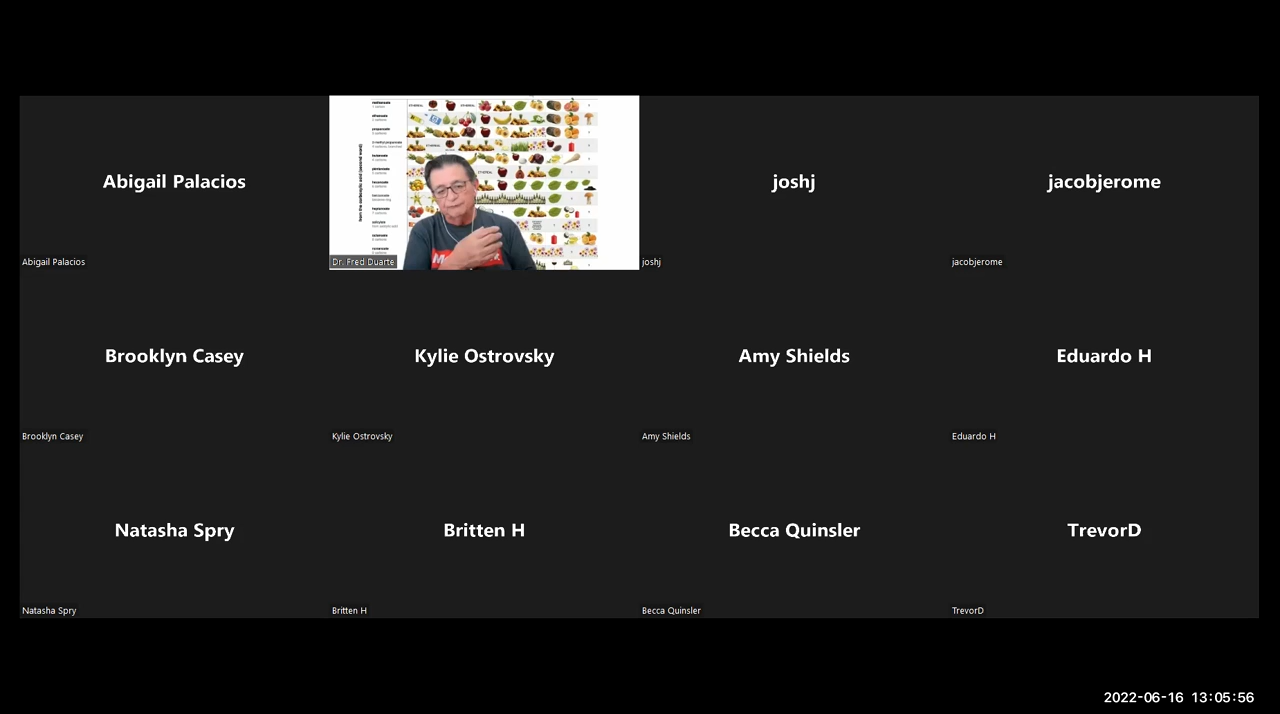 Abigail Palacios
Abigail Palacios
Dr. Fred Duarte
joshj
joshj
jacobjerome
jacobjerome
Brooklyn Casey
Brooklyn Casey
Kylie Ostrovsky
Kylie Ostrovsky
Amy Shields
Amy Shields
Eduardo H
Eduardo H
Natasha Spry
Natasha Spry
Britten H
Britten H
Becca Quinsler
Becca Quinsler
TrevorD
TrevorD
2022-06-16 13:05:56